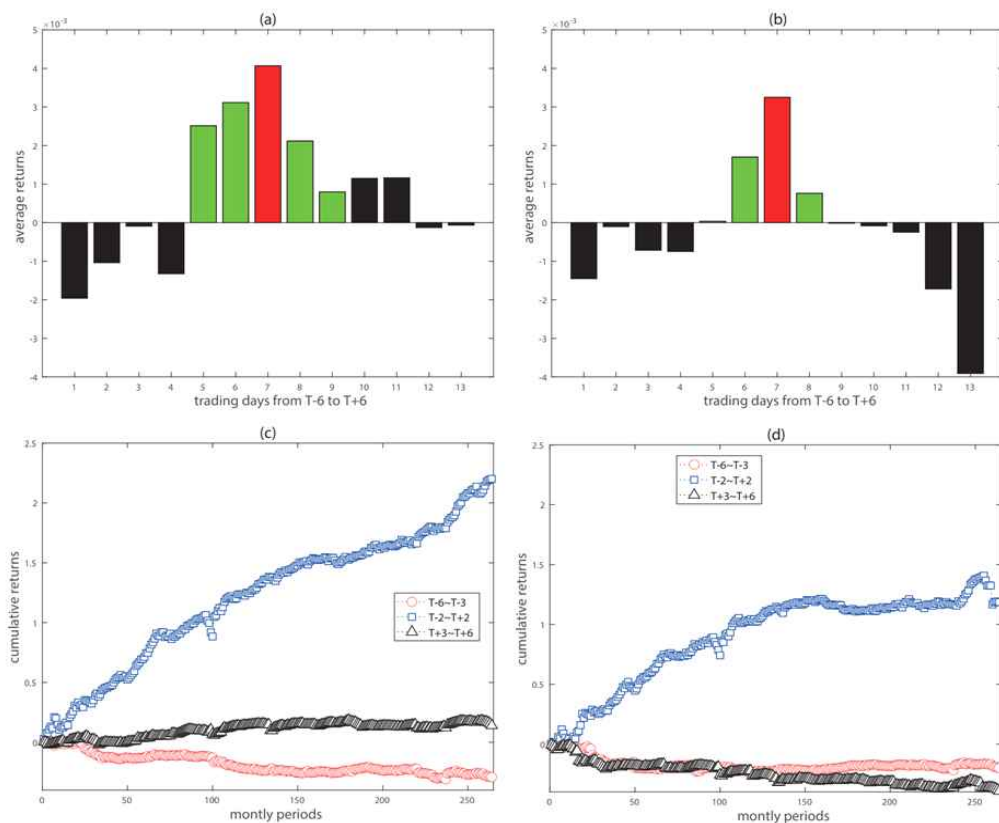 (a)
×10⁻³
5
4
3
2
1
0
-1
-2
-3
-4
average returns
1 2 3 4 5 6 7 8 9 10 11 12 13
trading days from T-6 to T+6
(b)
×10⁻³
5
4
3
2
1
0
-1
-2
-3
-4
average returns
1 2 3 4 5 6 7 8 9 10 11 12 13
trading days from T-6 to T+6
(c)
2.5
2
1.5
1
0.5
0
cumulative returns
T-6~T-3
T-2~T+2
T+3~T+6
0 50 100 150 200 250
montly periods
(d)
2.5
2
1.5
1
0.5
0
cumulative returns
T-6~T-3
T-2~T+2
T+3~T+6
0 50 100 150 200 250
montly periods